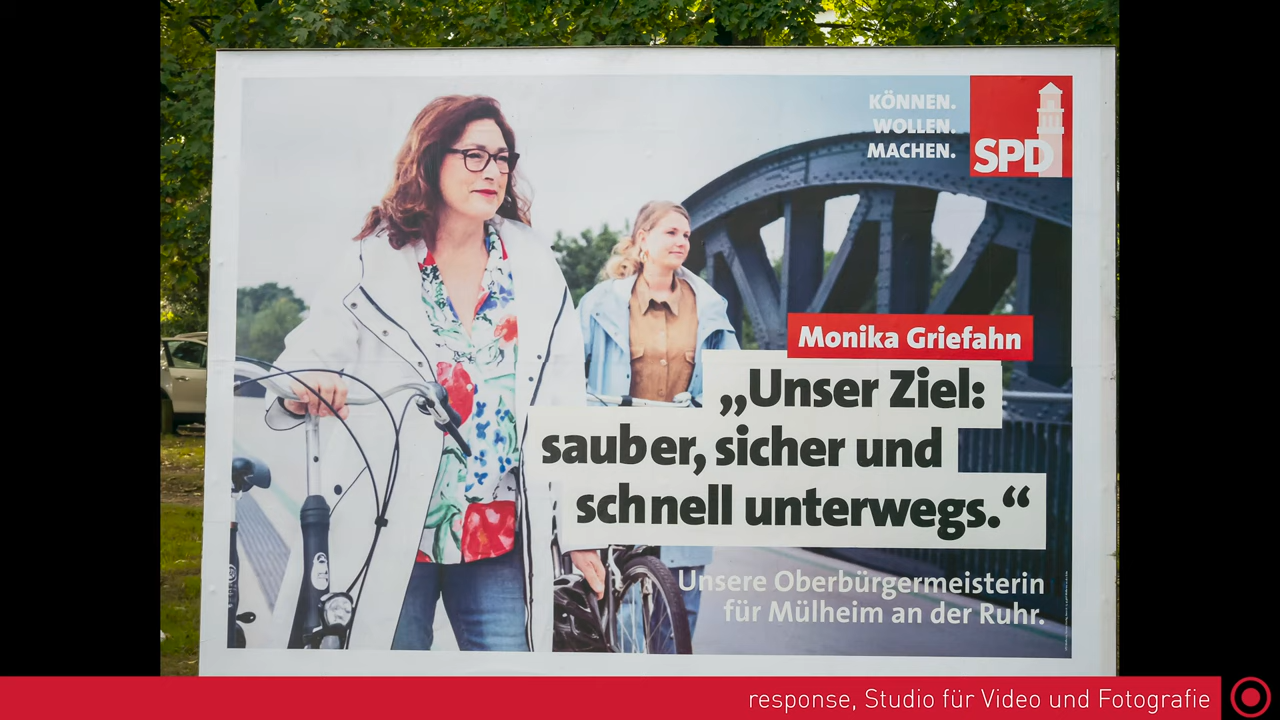 KÖNNEN.
WOLLEN.
MACHEN.
SPD
Monika Griefahn
„Unser Ziel:
sauber, sicher und
schnell unterwegs.“
Unsere Oberbürgermeisterin
für Mülheim an der Ruhr.
response, Studio für Video und Fotografie